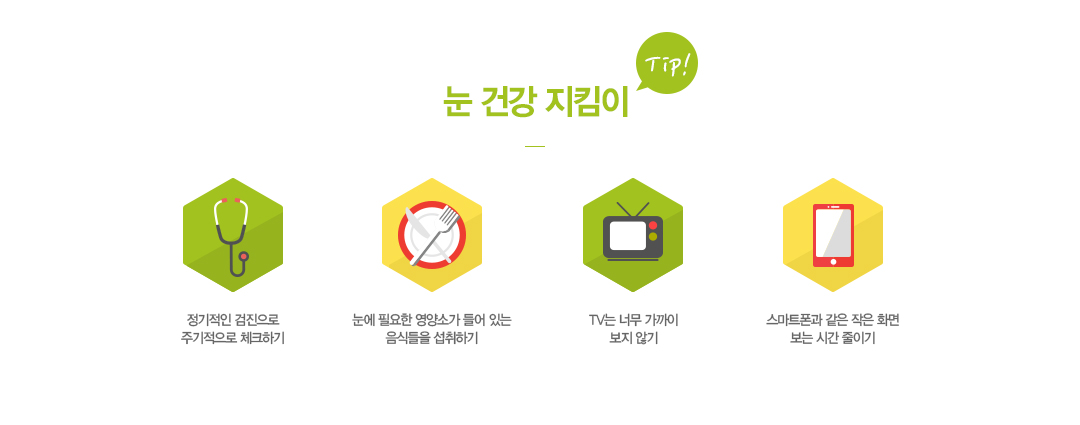 Tip!
눈 건강 지킴이
정기적인 검진으로
주기적으로 체크하기
눈에 필요한 영양소가 들어 있는
음식들을 섭취하기
TV는 너무 가까이
보지 않기
스마트폰과 같은 작은 화면
보는 시간 줄이기